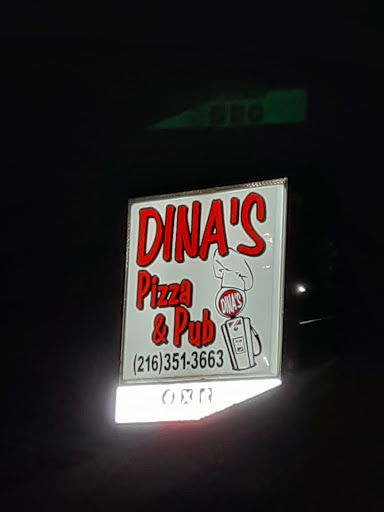 DINA'S
Pizza
& Pub
DINA'S
(216)351-3663